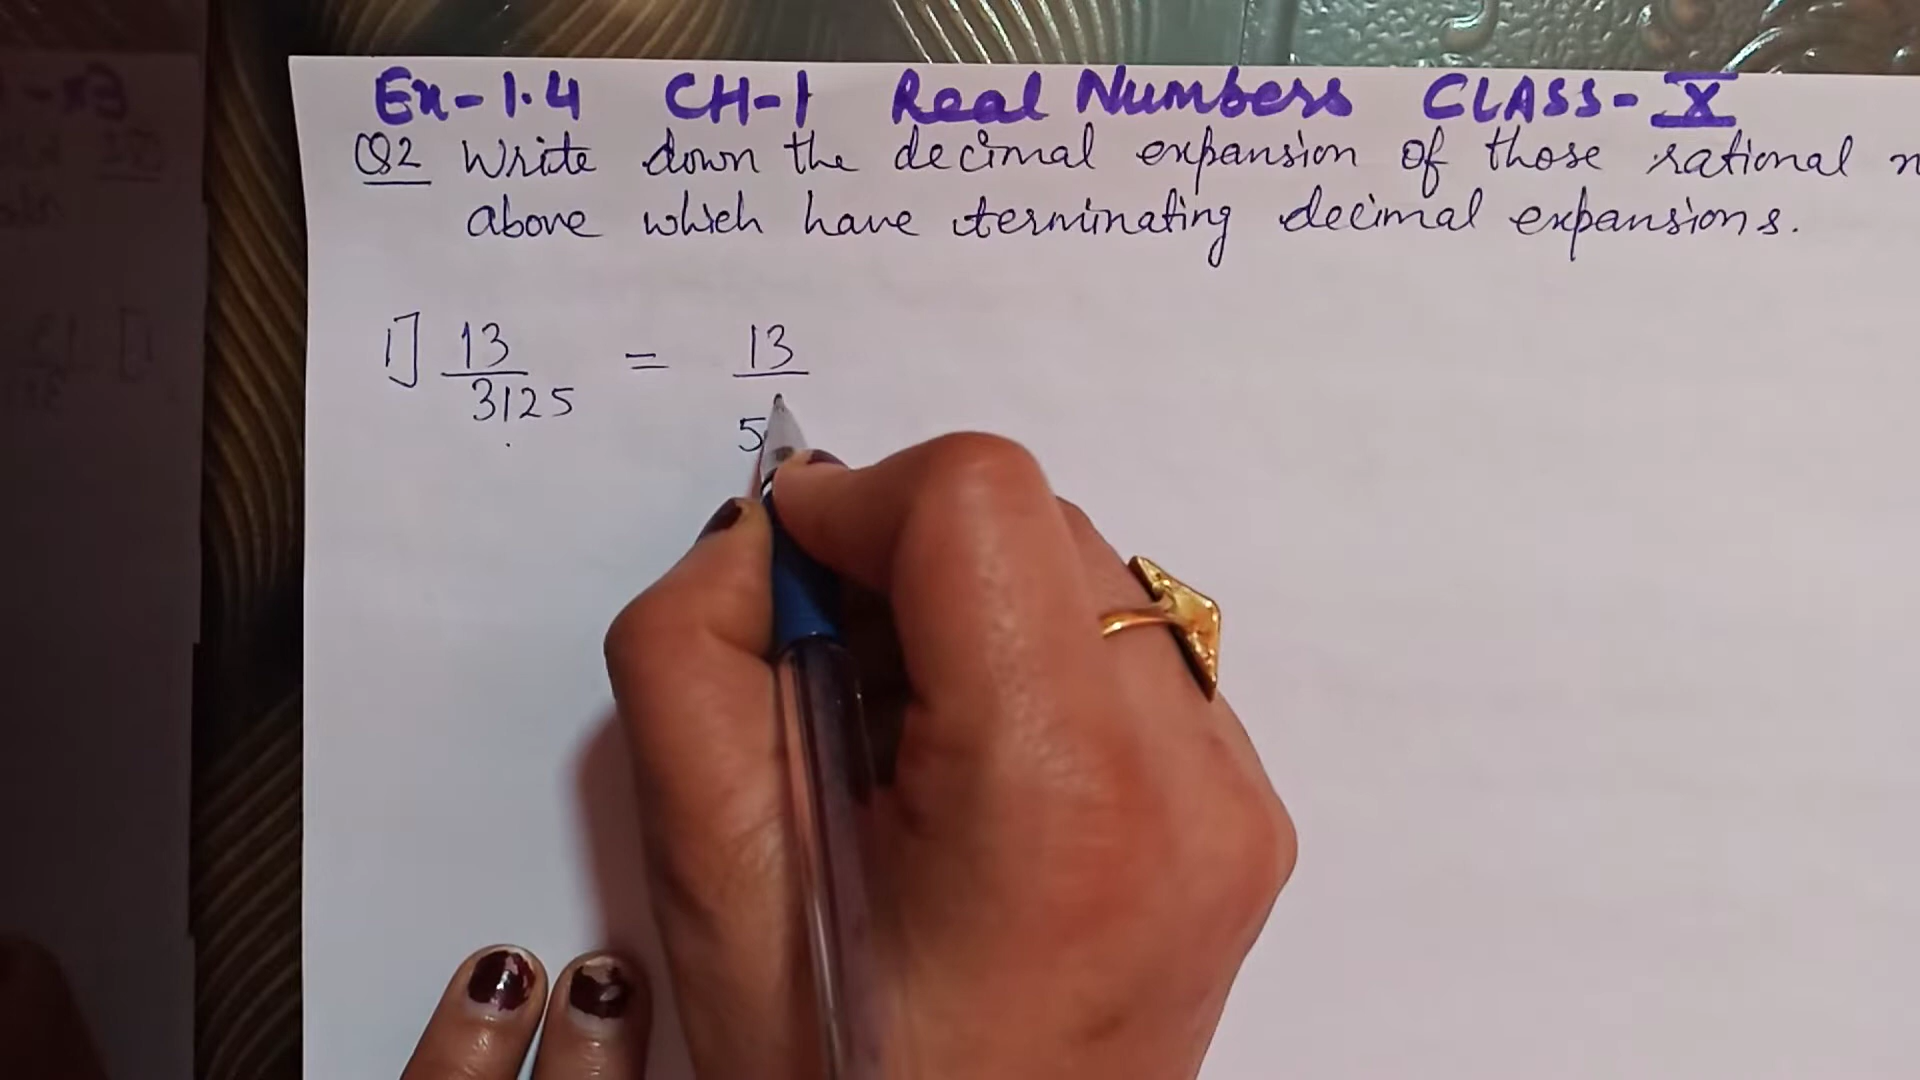 Ex-1.4 CH-1 Real Numbers CLASS-X
Q2 Write down the decimal expansion of those rational n
above which have terminating decimal expansions.
1] 13/3125 = 13/5